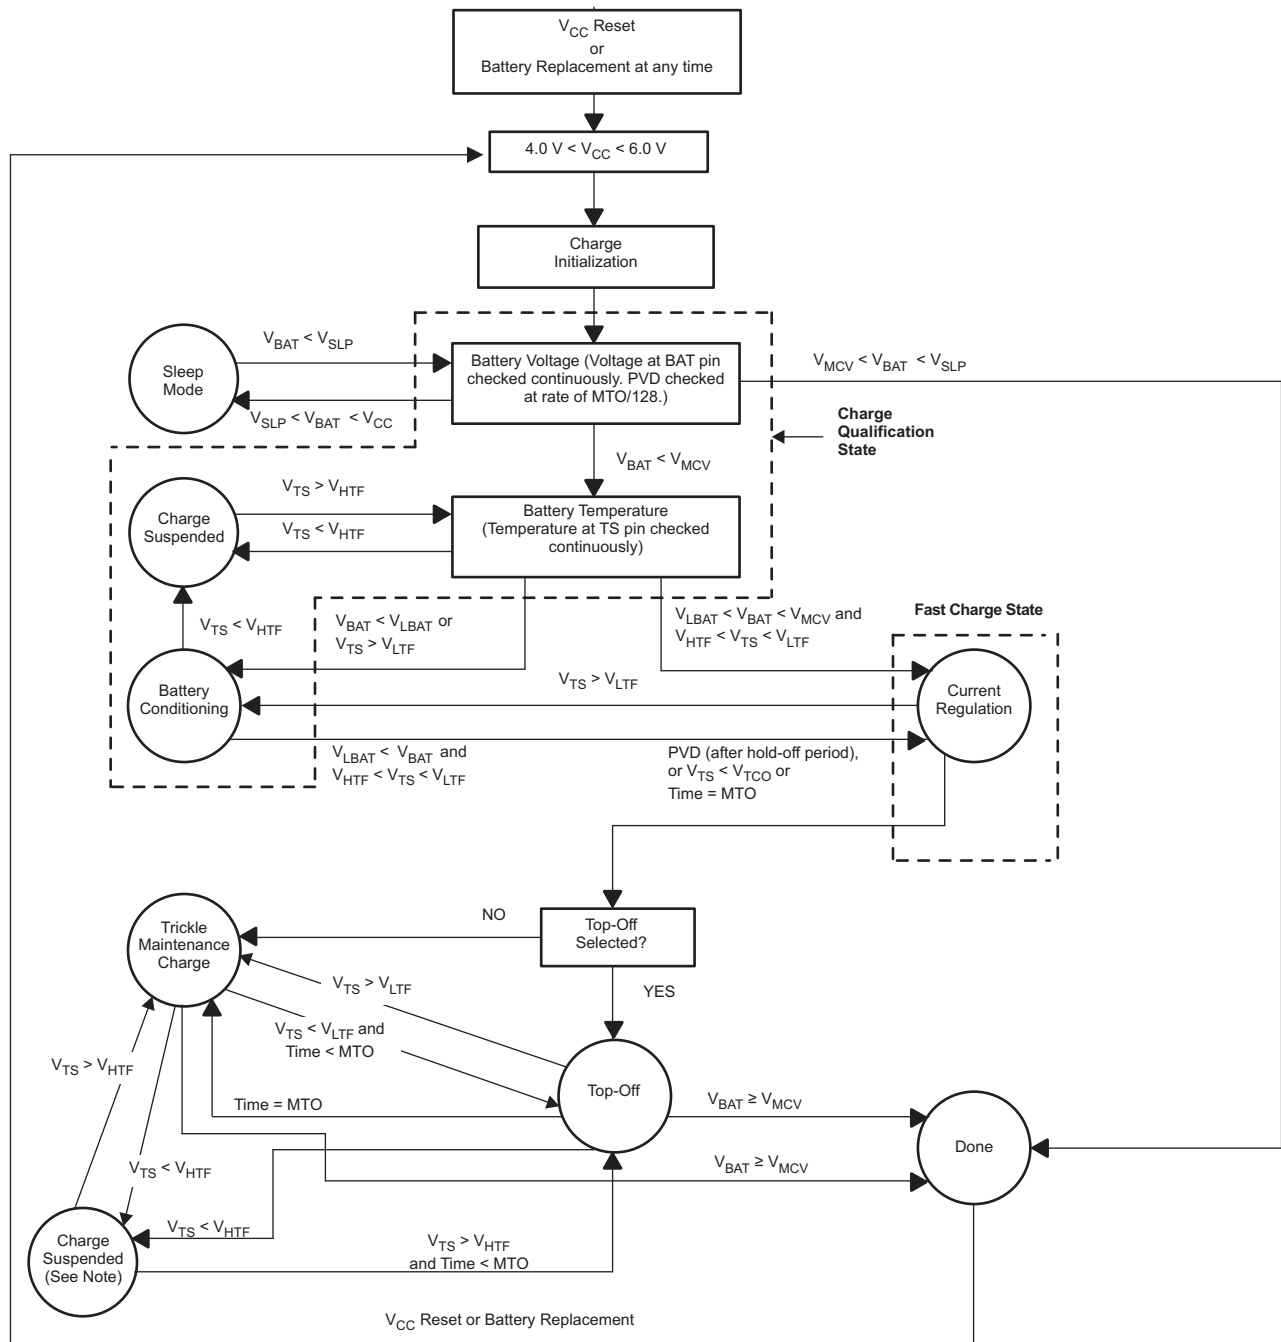 V_CC Reset
or
Battery Replacement at any time
4.0 V < V_CC < 6.0 V
Charge
Initialization
V_BAT < V_SLP
Sleep
Mode
V_SLP < V_BAT < V_CC
Battery Voltage (Voltage at BAT pin
checked continuously. PVD checked
at rate of MTO/128.)
V_MCV < V_BAT < V_SLP
Charge
Qualification
State
V_BAT < V_MCV
V_TS > V_HTF
Charge
Suspended
V_TS < V_HTF
Battery Temperature
(Temperature at TS pin checked
continuously)
V_TS < V_HTF
V_BAT < V_LBAT or
V_TS > V_LTF
V_LBAT < V_BAT < V_MCV and
V_HTF < V_TS < V_LTF
Fast Charge State
Battery
Conditioning
V_TS > V_LTF
Current
Regulation
V_LBAT < V_BAT and
V_HTF < V_TS < V_LTF
PVD (after hold-off period),
or V_TS < V_TCO or
Time = MTO
Trickle
Maintenance
Charge
NO
Top-Off
Selected?
YES
V_TS > V_LTF
V_TS < V_LTF and
Time < MTO
V_TS > V_HTF
Time = MTO
Top-Off
V_BAT ≥ V_MCV
Done
V_TS < V_HTF
V_BAT ≥ V_MCV
V_TS < V_HTF
Charge
Suspended
(See Note)
V_TS > V_HTF
and Time < MTO
V_CC Reset or Battery Replacement